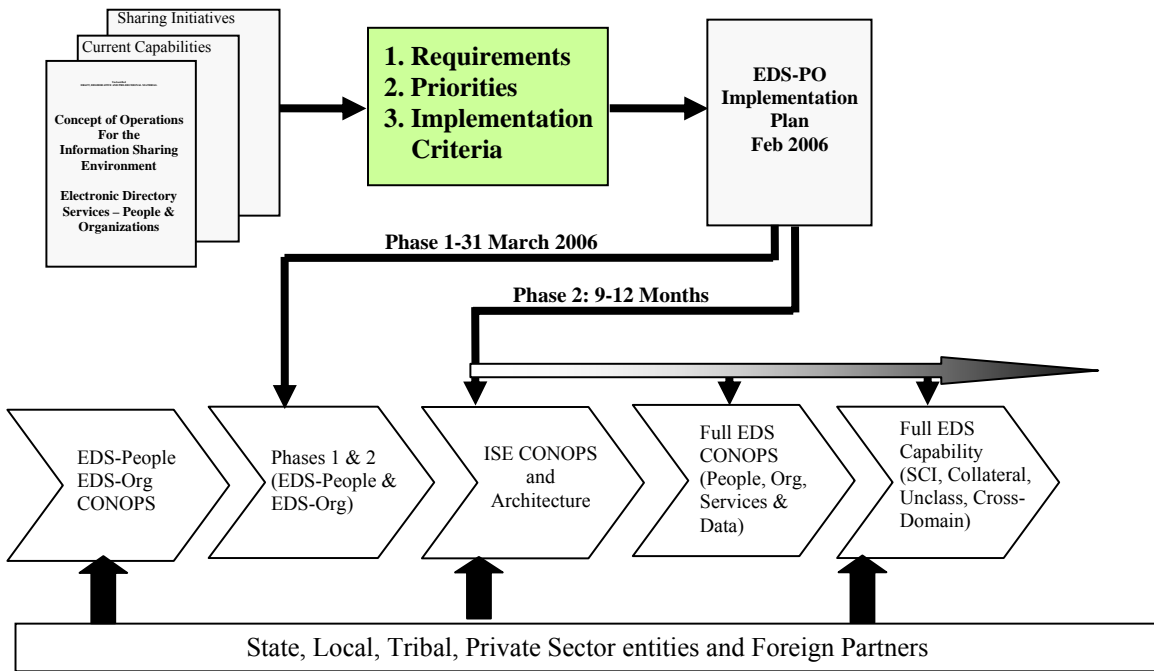 Sharing Initiatives
Current Capabilities
Concept of Operations
For the
Information Sharing
Environment
Electronic Directory
Services – People &
Organizations
1. Requirements
2. Priorities
3. Implementation
Criteria
EDS-PO
Implementation
Plan
Feb 2006
Phase 1-31 March 2006
Phase 2: 9-12 Months
EDS-People
EDS-Org
CONOPS
Phases 1 & 2
(EDS-People &
EDS-Org)
ISE CONOPS
and
Architecture
Full EDS
CONOPS
(People, Org,
Services &
Data)
Full EDS
Capability
(SCI, Collateral,
Unclass, Cross-
Domain)
State, Local, Tribal, Private Sector entities and Foreign Partners